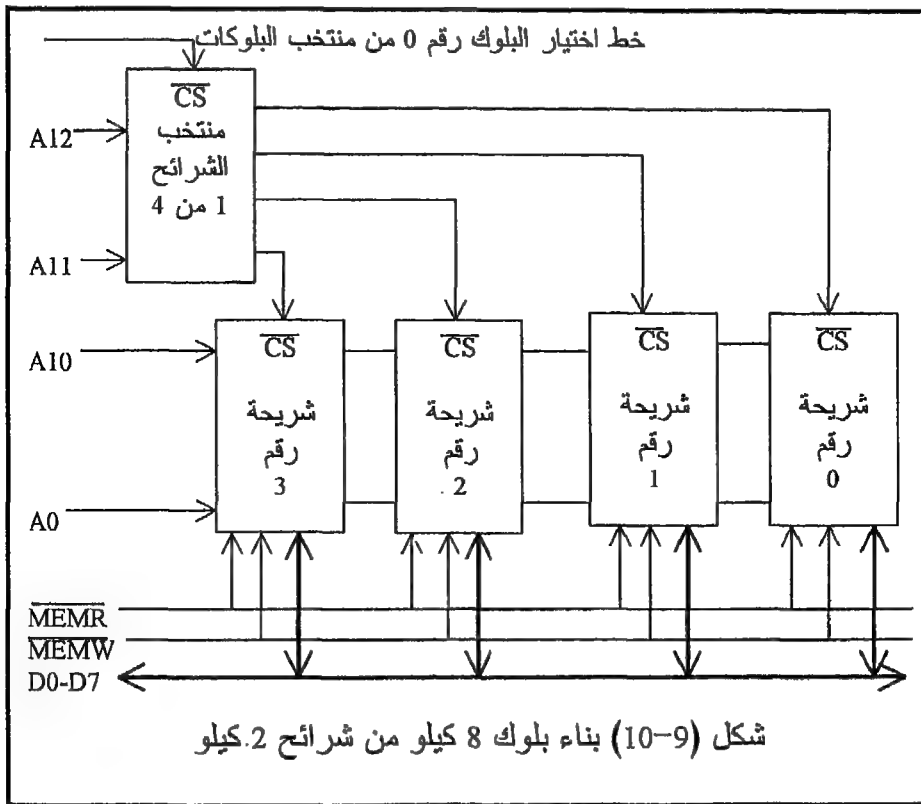 خط اختيار البلوك رقم 0 من منتخب البلوكات
CS
منتخب
الشرائح
1 من 4
A12
A11
A10
A0
CS
شريحة
رقم
3
CS
شريحة
رقم
2
CS
شريحة
رقم
1
CS
شريحة
رقم
0
MEMR
MEMW
D0-D7
شكل (9-10) بناء بلوك 8 كيلو من شرائح 2 كيلو